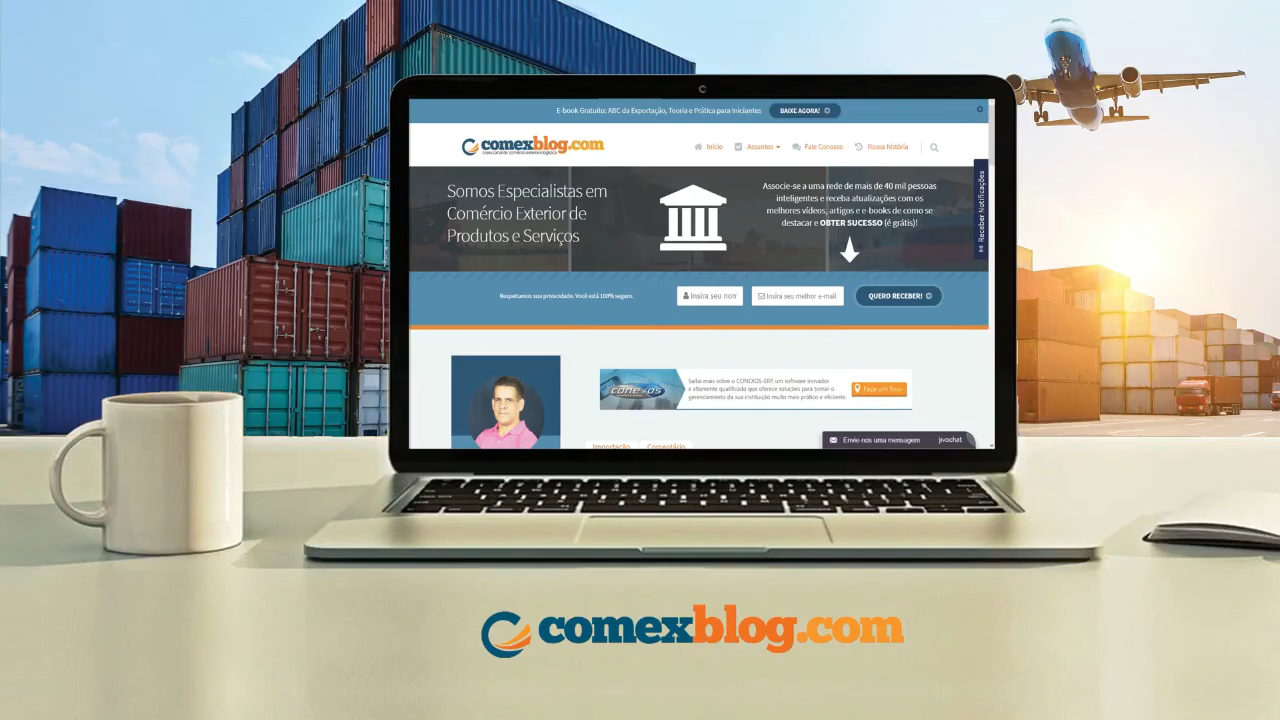 E-book Gratuito: ABC da Exportação, Teoria e Prática para Iniciantes
BAIXE AGORA!
comexblog.com
Início
Assuntos
Fale Conosco
Nossa história
Somos Especialistas em
Comércio Exterior de
Produtos e Serviços
Associe-se a uma rede de mais de 40 mil pessoas
inteligentes e receba atualizações com os
melhores vídeos, artigos e e-books de como se
destacar e OBTER SUCESSO (é grátis)!
Receber Notificações
Respeitamos sua privacidade. Você está 100% seguro.
Insira seu nom
Insira seu melhor e-mail
QUERO RECEBER!
conexos
Saiba mais sobre o CONEXOS-ERP, um software inovador
e altamente qualificado que oferece soluções para tornar o
gerenciamento da sua instituição muito mais prático e eficiente.
Faça um Tour
Importação
Comentário
Envie-nos uma mensagem
jivochat
comexblog.com